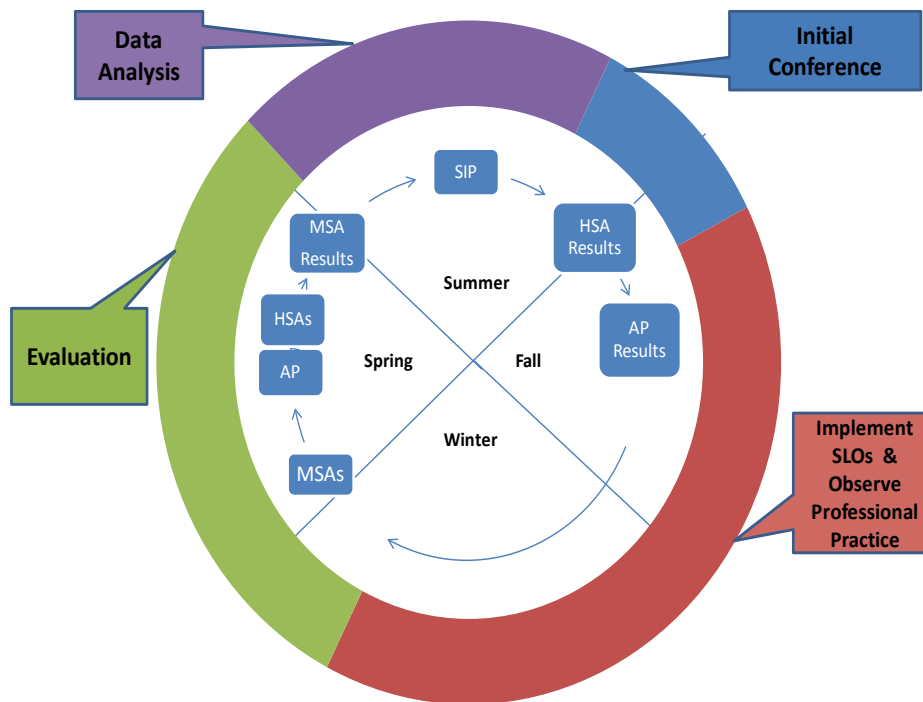 Data
Analysis
Initial
Conference
SIP
MSA
Results
HSA
Results
Summer
HSAs
AP
Results
Evaluation
Spring
Fall
AP
Winter
MSAs
Implement
SLOs &
Observe
Professional
Practice